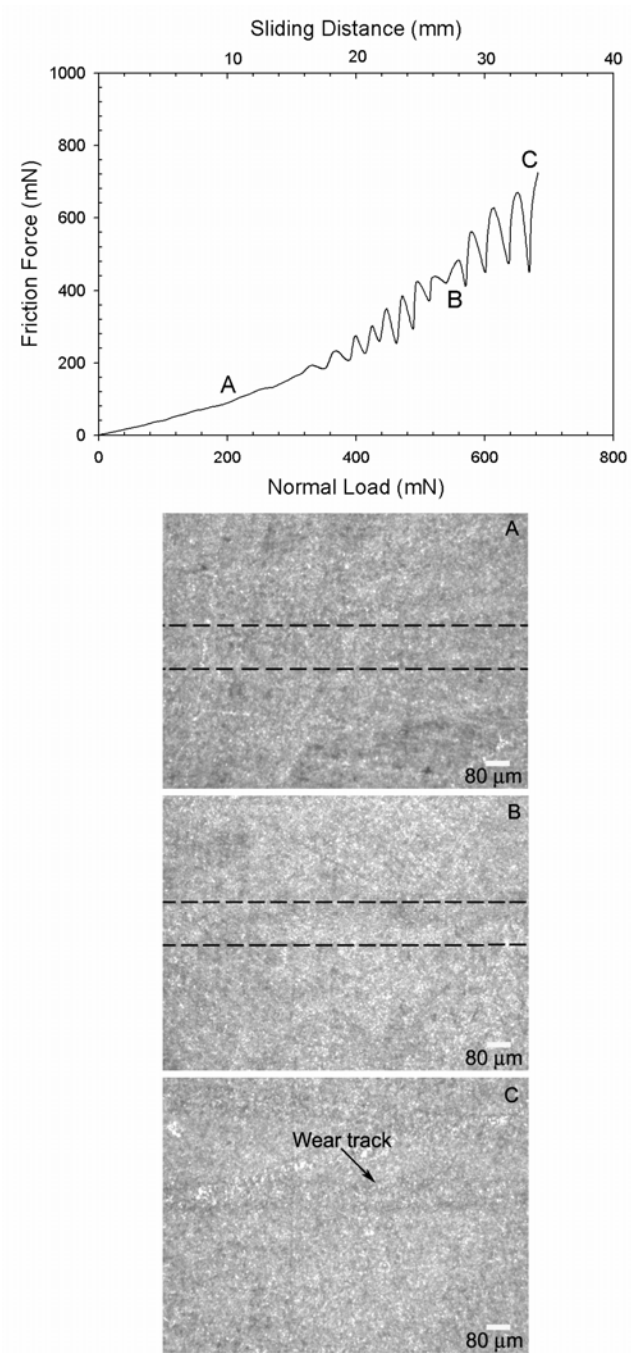 Sliding Distance (mm)
0 10 20 30 40
1000
800
600
400
200
0
Friction Force (mN)
A
B
C
0 200 400 600 800
Normal Load (mN)
A
80 μm
B
80 μm
C
Wear track
80 μm